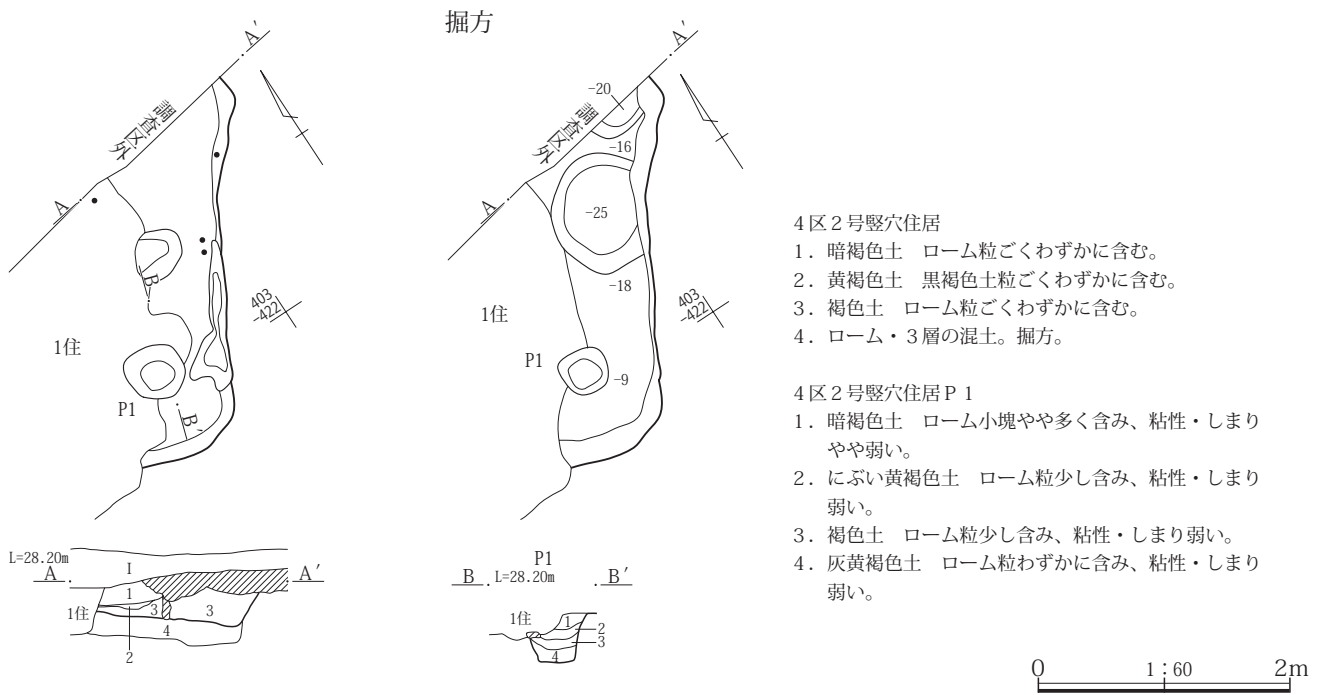 掘方
A′
調査区外
A
B
1住
P1
B′
403
-422
A′
-20
調査区外
-16
A
-25
-18
1住
P1
-9
403
-422
4区2号竪穴住居
1．暗褐色土　ローム粒ごくわずかに含む。
2．黄褐色土　黒褐色土粒ごくわずかに含む。
3．褐色土　ローム粒ごくわずかに含む。
4．ローム・3層の混土。掘方。
4区2号竪穴住居P1
1．暗褐色土　ローム小塊やや多く含み、粘性・しまり
やや弱い。
2．にぶい黄褐色土　ローム粒少し含み、粘性・しまり
弱い。
3．褐色土　ローム粒少し含み、粘性・しまり弱い。
4．灰黄褐色土　ローム粒わずかに含み、粘性・しまり
弱い。
L=28.20m
A
A′
I
1
1住
3
3
4
2
P1
B
L=28.20m
B′
1住
1
2
3
4
0
1：60
2m